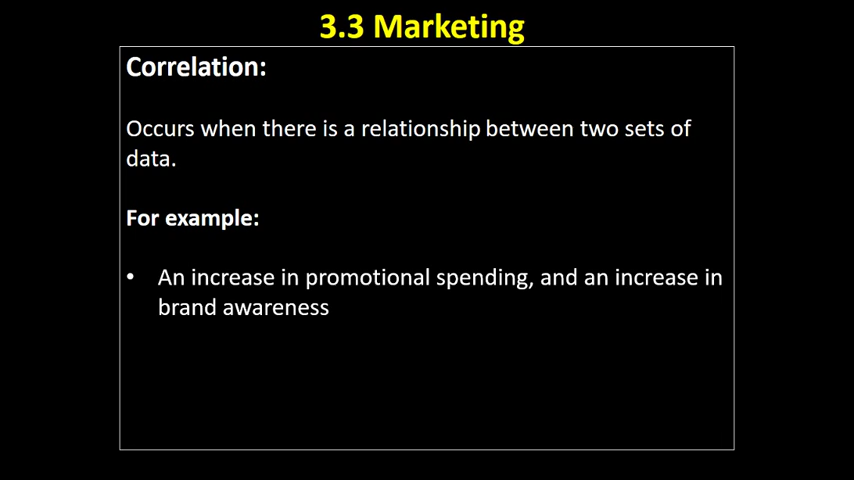 3.3 Marketing
Correlation:
Occurs when there is a relationship between two sets of
data.
For example:
• An increase in promotional spending, and an increase in
brand awareness